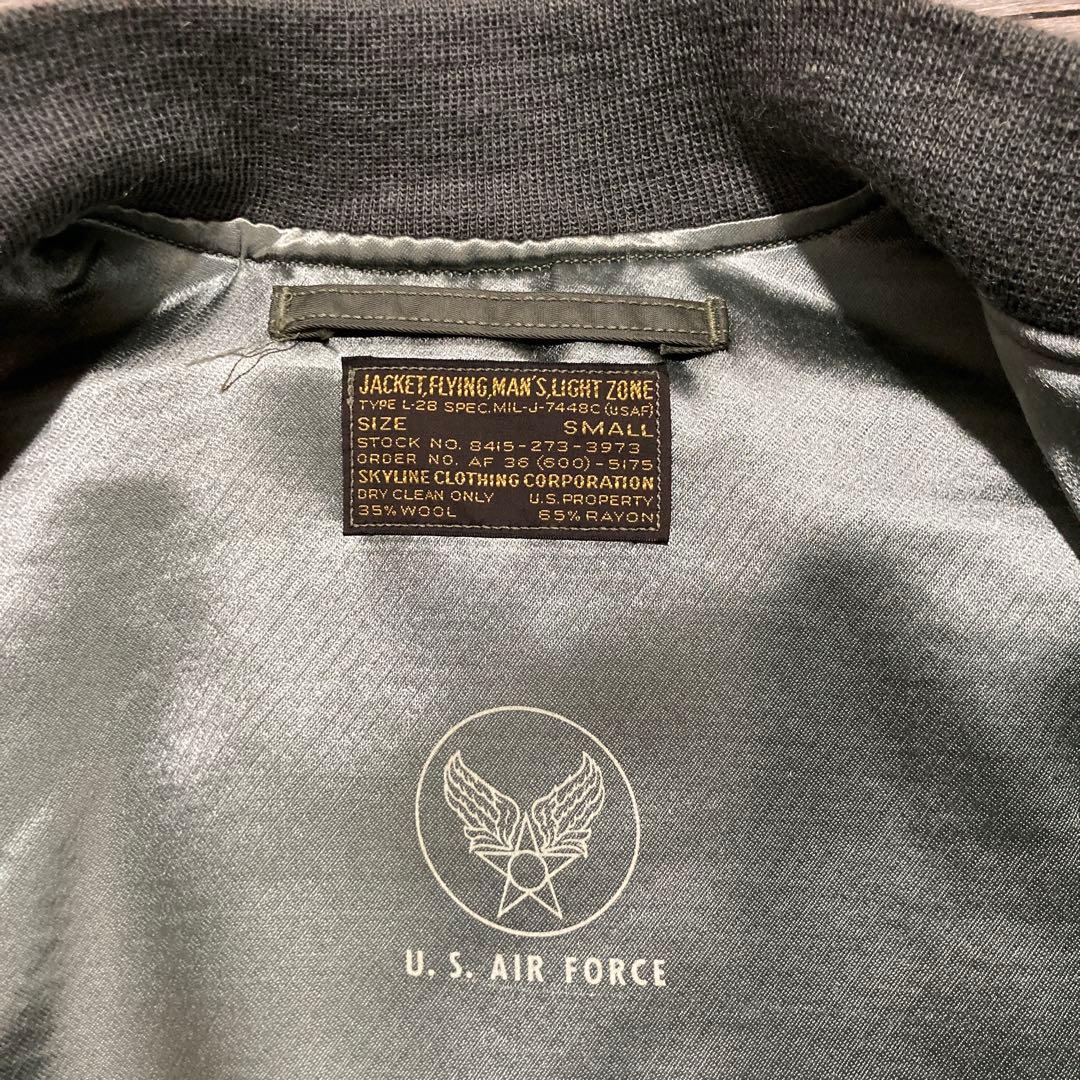 JACKET,FLYING,MAN'S,LIGHT ZONE
TYPE L-2B SPEC.MIL-J-7448C (USAF)
SIZE SMALL
STOCK NO. 8415-273-3973
ORDER NO. AF 36 (600)-5175
SKYLINE CLOTHING CORPORATION
DRY CLEAN ONLY U.S.PROPERTY
35% WOOL 65% RAYON
U. S. AIR FORCE